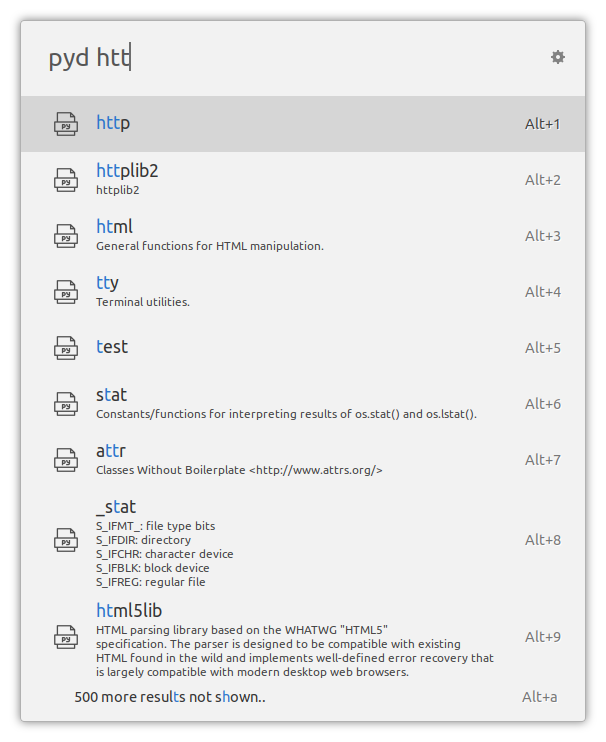 pyd htt
http Alt+1
PY
httplib2
httplib2
PY Alt+2
html
General functions for HTML manipulation.
PY Alt+3
tty
Terminal utilities.
PY Alt+4
test Alt+5
PY
stat
Constants/functions for interpreting results of os.stat() and os.lstat().
PY Alt+6
attr
Classes Without Boilerplate <http://www.attrs.org/>
PY Alt+7
_stat
S_IFMT_: file type bits
S_IFDIR: directory
S_IFCHR: character device
S_IFBLK: block device
S_IFREG: regular file
PY Alt+8
html5lib
HTML parsing library based on the WHATWG "HTML5"
specification. The parser is designed to be compatible with existing
HTML found in the wild and implements well-defined error recovery that
is largely compatible with modern desktop web browsers.
PY Alt+9
500 more results not shown.. Alt+a